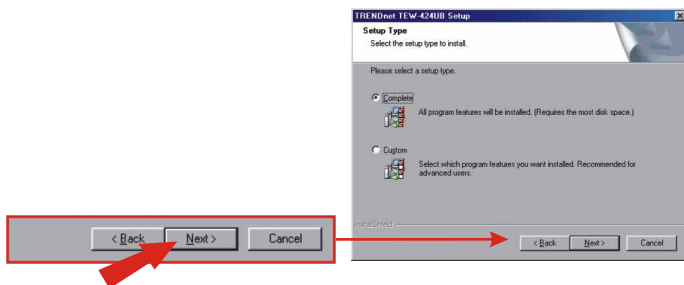 TRENDnet TEW-424UB Setup
Setup Type
Select the setup type to install.
Please select a setup type.
Complete
All program features will be installed. (Requires the most disk space.)
Custom
Select which program features you want installed. Recommended for
advanced users.
InstallShield
< Back Next > Cancel
< Back Next > Cancel